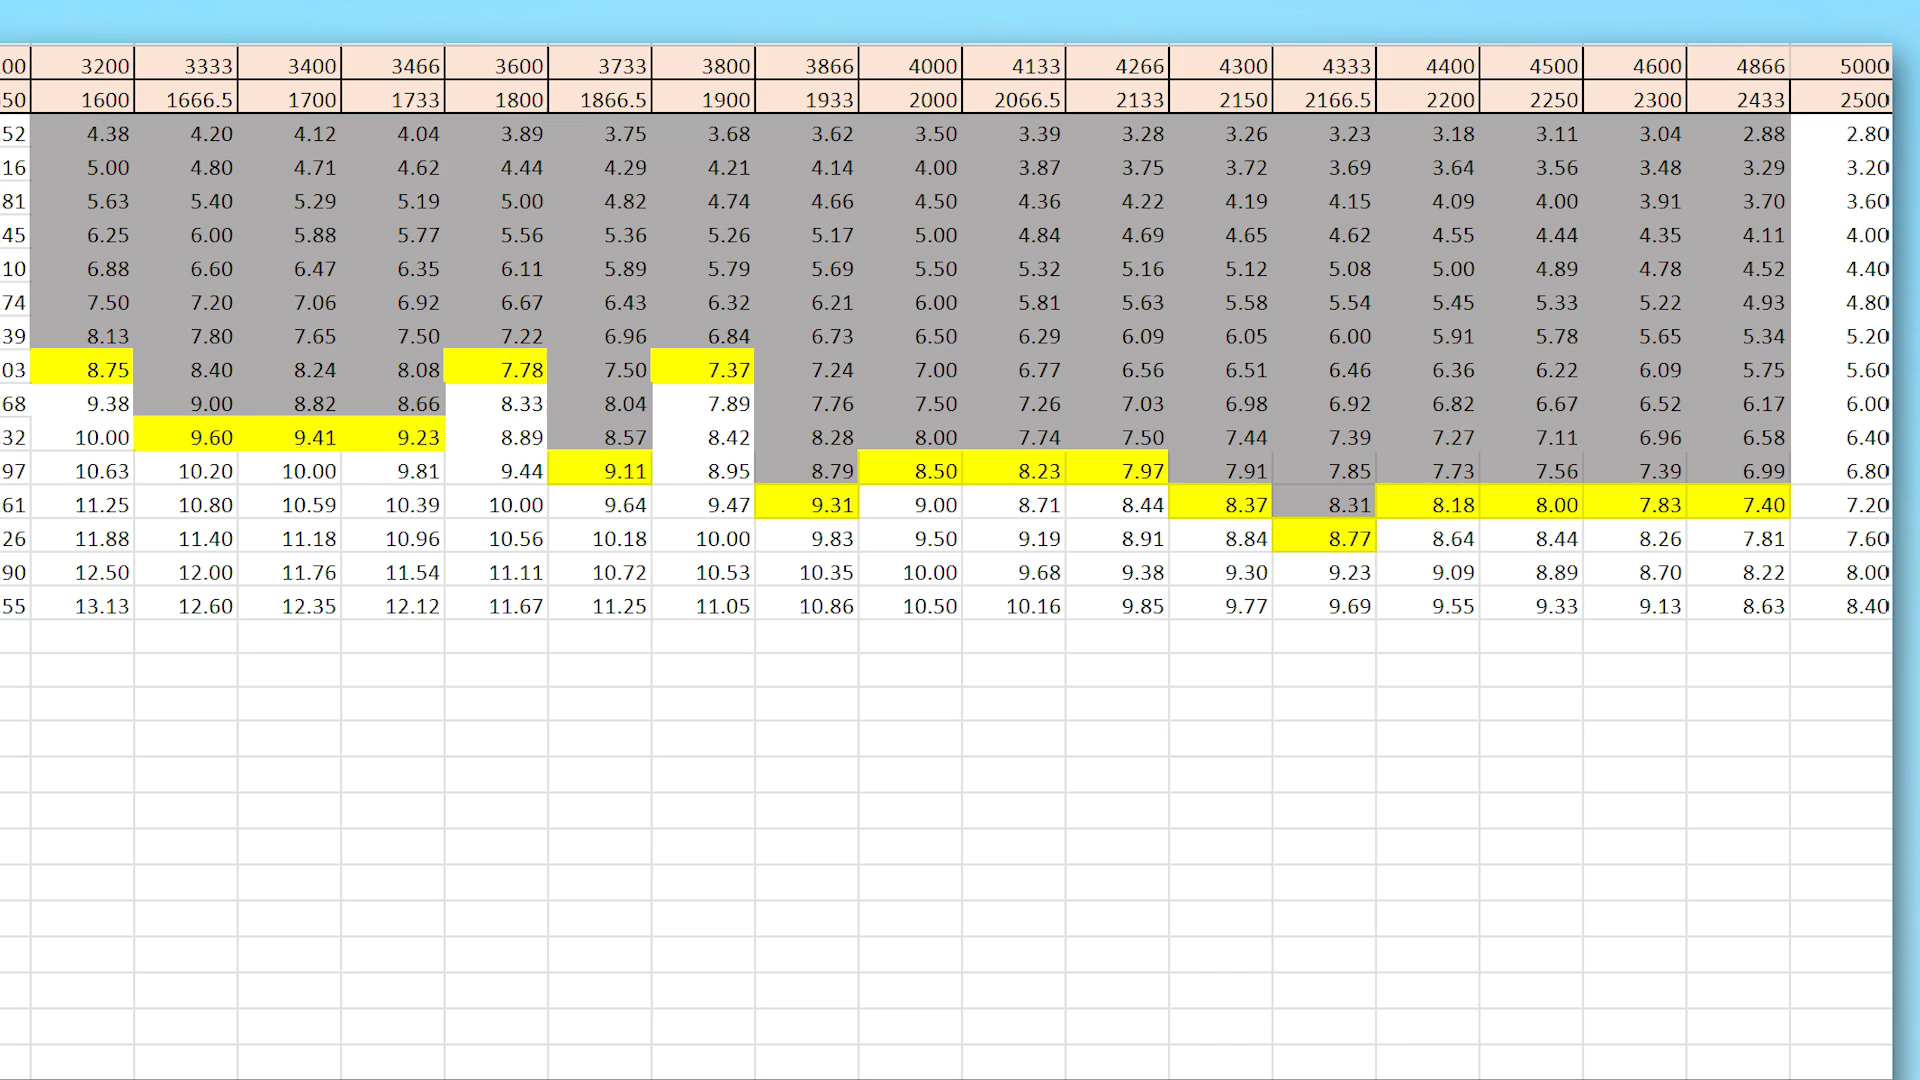 00 3200 3333 3400 3466 3600 3733 3800 3866 4000 4133 4266 4300 4333 4400 4500 4600 4866 5000
50 1600 1666.5 1700 1733 1800 1866.5 1900 1933 2000 2066.5 2133 2150 2166.5 2200 2250 2300 2433 2500
52 4.38 4.20 4.12 4.04 3.89 3.75 3.68 3.62 3.50 3.39 3.28 3.26 3.23 3.18 3.11 3.04 2.88 2.80
16 5.00 4.80 4.71 4.62 4.44 4.29 4.21 4.14 4.00 3.87 3.75 3.72 3.69 3.64 3.56 3.48 3.29 3.20
81 5.63 5.40 5.29 5.19 5.00 4.82 4.74 4.66 4.50 4.36 4.22 4.19 4.15 4.09 4.00 3.91 3.70 3.60
45 6.25 6.00 5.88 5.77 5.56 5.36 5.26 5.17 5.00 4.84 4.69 4.65 4.62 4.55 4.44 4.35 4.11 4.00
10 6.88 6.60 6.47 6.35 6.11 5.89 5.79 5.69 5.50 5.32 5.16 5.12 5.08 5.00 4.89 4.78 4.52 4.40
74 7.50 7.20 7.06 6.92 6.67 6.43 6.32 6.21 6.00 5.81 5.63 5.58 5.54 5.45 5.33 5.22 4.93 4.80
39 8.13 7.80 7.65 7.50 7.22 6.96 6.84 6.73 6.50 6.29 6.09 6.05 6.00 5.91 5.78 5.65 5.34 5.20
03 8.75 8.40 8.24 8.08 7.78 7.50 7.37 7.24 7.00 6.77 6.56 6.51 6.46 6.36 6.22 6.09 5.75 5.60
68 9.38 9.00 8.82 8.66 8.33 8.04 7.89 7.76 7.50 7.26 7.03 6.98 6.92 6.82 6.67 6.52 6.17 6.00
32 10.00 9.60 9.41 9.23 8.89 8.57 8.42 8.28 8.00 7.74 7.50 7.44 7.39 7.27 7.11 6.96 6.58 6.40
97 10.63 10.20 10.00 9.81 9.44 9.11 8.95 8.79 8.50 8.23 7.97 7.91 7.85 7.73 7.56 7.39 6.99 6.80
61 11.25 10.80 10.59 10.39 10.00 9.64 9.47 9.31 9.00 8.71 8.44 8.37 8.31 8.18 8.00 7.83 7.40 7.20
26 11.88 11.40 11.18 10.96 10.56 10.18 10.00 9.83 9.50 9.19 8.91 8.84 8.77 8.64 8.44 8.26 7.81 7.60
90 12.50 12.00 11.76 11.54 11.11 10.72 10.53 10.35 10.00 9.68 9.38 9.30 9.23 9.09 8.89 8.70 8.22 8.00
55 13.13 12.60 12.35 12.12 11.67 11.25 11.05 10.86 10.50 10.16 9.85 9.77 9.69 9.55 9.33 9.13 8.63 8.40